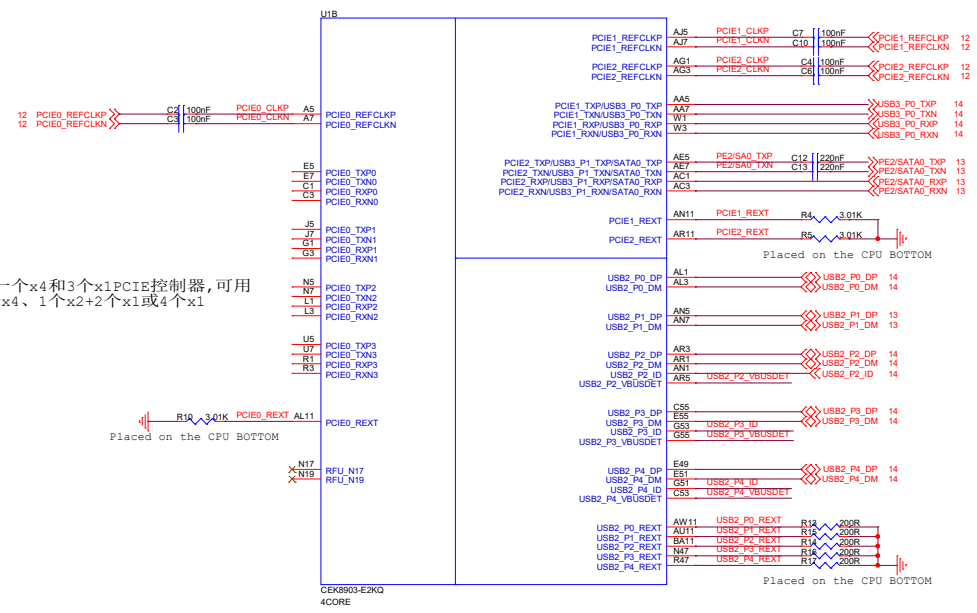 U1B
12 PCIE0_REFCLKP C2 100nF PCIE0_CLKP A5 PCIE0_REFCLKP
12 PCIE0_REFCLKN C3 100nF PCIE0_CLKN A7 PCIE0_REFCLKN
E5 PCIE0_TXP0
E7 PCIE0_TXN0
C1 PCIE0_RXP0
C3 PCIE0_RXN0
J5 PCIE0_TXP1
J7 PCIE0_TXN1
G1 PCIE0_RXP1
G3 PCIE0_RXN1
一个x4和3个x1PCIE控制器,可用
x4、1个x2+2个x1或4个x1
N5 PCIE0_TXP2
N7 PCIE0_TXN2
L1 PCIE0_RXP2
L3 PCIE0_RXN2
U5 PCIE0_TXP3
U7 PCIE0_TXN3
R1 PCIE0_RXP3
R3 PCIE0_RXN3
R10 3.01K PCIE0_REXT AL11 PCIE0_REXT
Placed on the CPU BOTTOM
N17 RFU_N17
N19 RFU_N19
PCIE1_REFCLKP AJ5 PCIE1_CLKP C7 100nF PCIE1_REFCLKP 12
PCIE1_REFCLKN AJ7 PCIE1_CLKN C10 100nF PCIE1_REFCLKN 12
PCIE2_REFCLKP AG1 PCIE2_CLKP C4 100nF PCIE2_REFCLKP 12
PCIE2_REFCLKN AG3 PCIE2_CLKN C6 100nF PCIE2_REFCLKN 12
PCIE1_TXP/USB3_P0_TXP AA5 USB3_P0_TXP 14
PCIE1_TXN/USB3_P0_TXN AA7 USB3_P0_TXN 14
PCIE1_RXP/USB3_P0_RXP W1 USB3_P0_RXP 14
PCIE1_RXN/USB3_P0_RXN W3 USB3_P0_RXN 14
PCIE2_TXP/USB3_P1_TXP/SATA0_TXP AE5 PE2/SA0_TXP C12 220nF PE2/SATA0_TXP 13
PCIE2_TXN/USB3_P1_TXN/SATA0_TXN AE7 PE2/SA0_TXN C13 220nF PE2/SATA0_TXN 13
PCIE2_RXP/USB3_P1_RXP/SATA0_RXP AC1 PE2/SATA0_RXP 13
PCIE2_RXN/USB3_P1_RXN/SATA0_RXN AC3 PE2/SATA0_RXN 13
PCIE1_REXT AN11 PCIE1_REXT R4 3.01K
PCIE2_REXT AR11 PCIE2_REXT R5 3.01K
Placed on the CPU BOTTOM
USB2_P0_DP AL1 USB2_P0_DP 14
USB2_P0_DM AL3 USB2_P0_DM 14
USB2_P1_DP AN5 USB2_P1_DP 13
USB2_P1_DM AN7 USB2_P1_DM 13
USB2_P2_DP AR3 USB2_P2_DP 14
USB2_P2_DM AR1 USB2_P2_DM 14
USB2_P2_ID AN1 USB2_P2_ID 14
USB2_P2_VBUSDET AR5 USB2_P2_VBUSDET
USB2_P3_DP C55 USB2_P3_DP 14
USB2_P3_DM E55 USB2_P3_DM 14
USB2_P3_ID G53 USB2_P3_ID
USB2_P3_VBUSDET G55 USB2_P3_VBUSDET
USB2_P4_DP E49 USB2_P4_DP 14
USB2_P4_DM E51 USB2_P4_DM 14
USB2_P4_ID G51 USB2_P4_ID
USB2_P4_VBUSDET C53 USB2_P4_VBUSDET
USB2_P0_REXT AW11 USB2_P0_REXT R13 200R
USB2_P1_REXT AU11 USB2_P1_REXT R15 200R
USB2_P2_REXT BA11 USB2_P2_REXT R14 200R
USB2_P3_REXT N47 USB2_P3_REXT R16 200R
USB2_P4_REXT R47 USB2_P4_REXT R17 200R
Placed on the CPU BOTTOM
CEK8903-E2KQ
4CORE